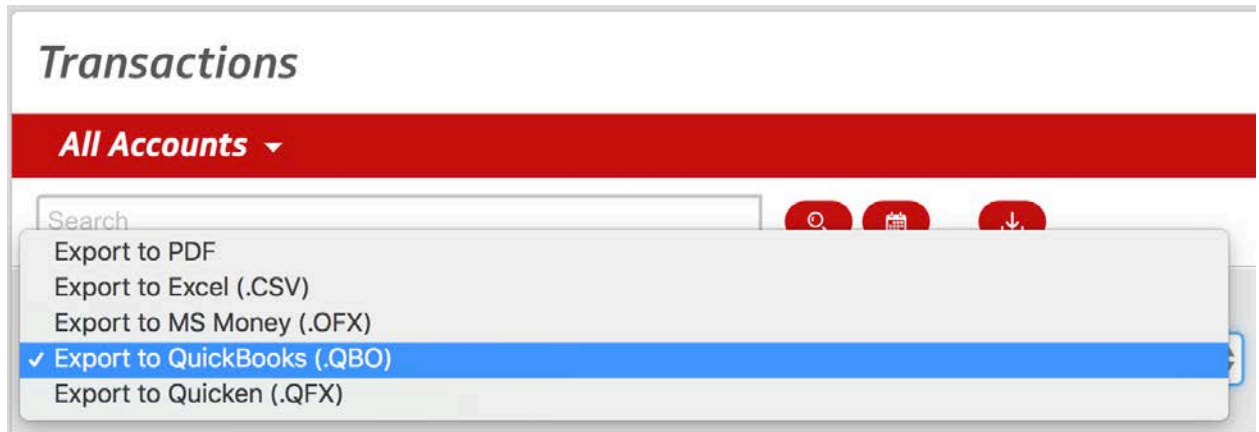 Transactions
All Accounts
Search
Export to PDF
Export to Excel (.CSV)
Export to MS Money (.OFX)
Export to QuickBooks (.QBO)
Export to Quicken (.QFX)